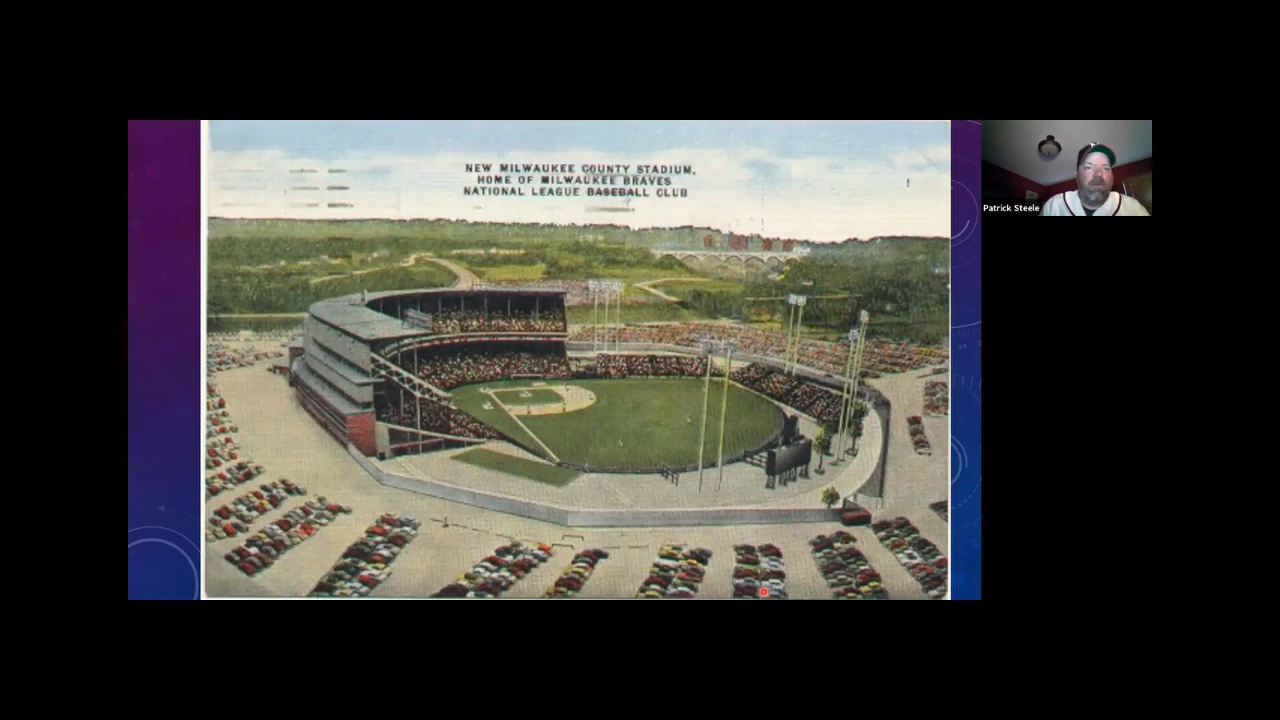 NEW MILWAUKEE COUNTY STADIUM,
HOME OF MILWAUKEE BRAVES
NATIONAL LEAGUE BASEBALL CLUB
Patrick Steele